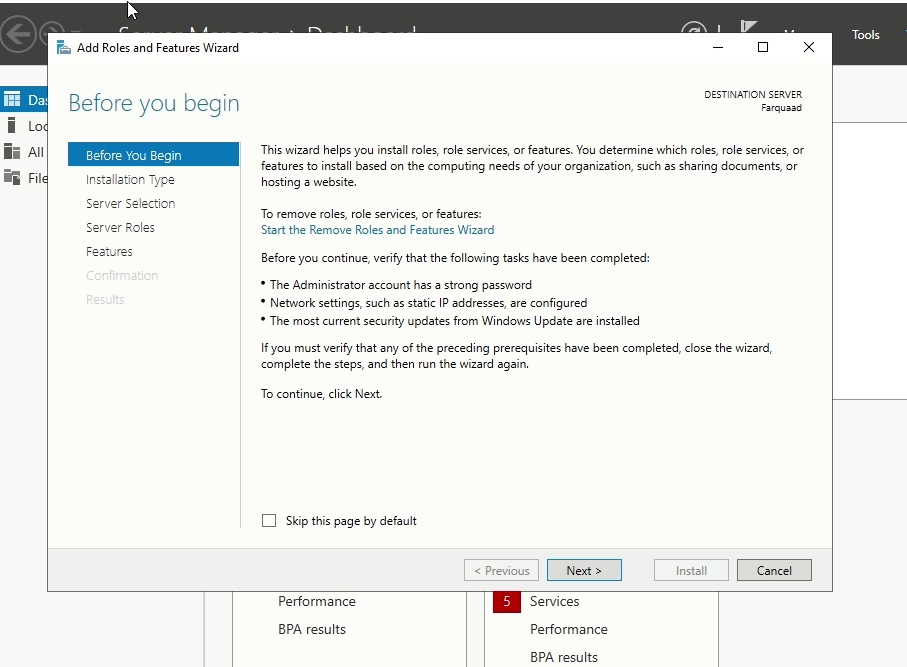 Tools
Add Roles and Features Wizard
Before you begin
DESTINATION SERVER
Farquaad
Before You Begin
Installation Type
Server Selection
Server Roles
Features
Confirmation
Results
This wizard helps you install roles, role services, or features. You determine which roles, role services, or
features to install based on the computing needs of your organization, such as sharing documents, or
hosting a website.
To remove roles, role services, or features:
Start the Remove Roles and Features Wizard
Before you continue, verify that the following tasks have been completed:
• The Administrator account has a strong password
• Network settings, such as static IP addresses, are configured
• The most current security updates from Windows Update are installed
If you must verify that any of the preceding prerequisites have been completed, close the wizard,
complete the steps, and then run the wizard again.
To continue, click Next.
Skip this page by default
< Previous
Next >
Install
Cancel
Das
Loc
All
File
Performance
BPA results
5 Services
Performance
BPA results